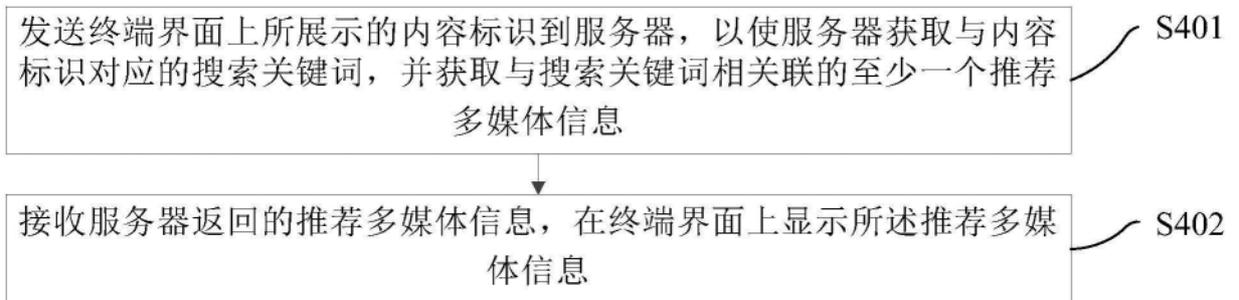 发送终端界面上所展示的内容标识到服务器，以使服务器获取与内容
标识对应的搜索关键词，并获取与搜索关键词相关联的至少一个推荐
多媒体信息
S401
接收服务器返回的推荐多媒体信息，在终端界面上显示所述推荐多媒
体信息
S402